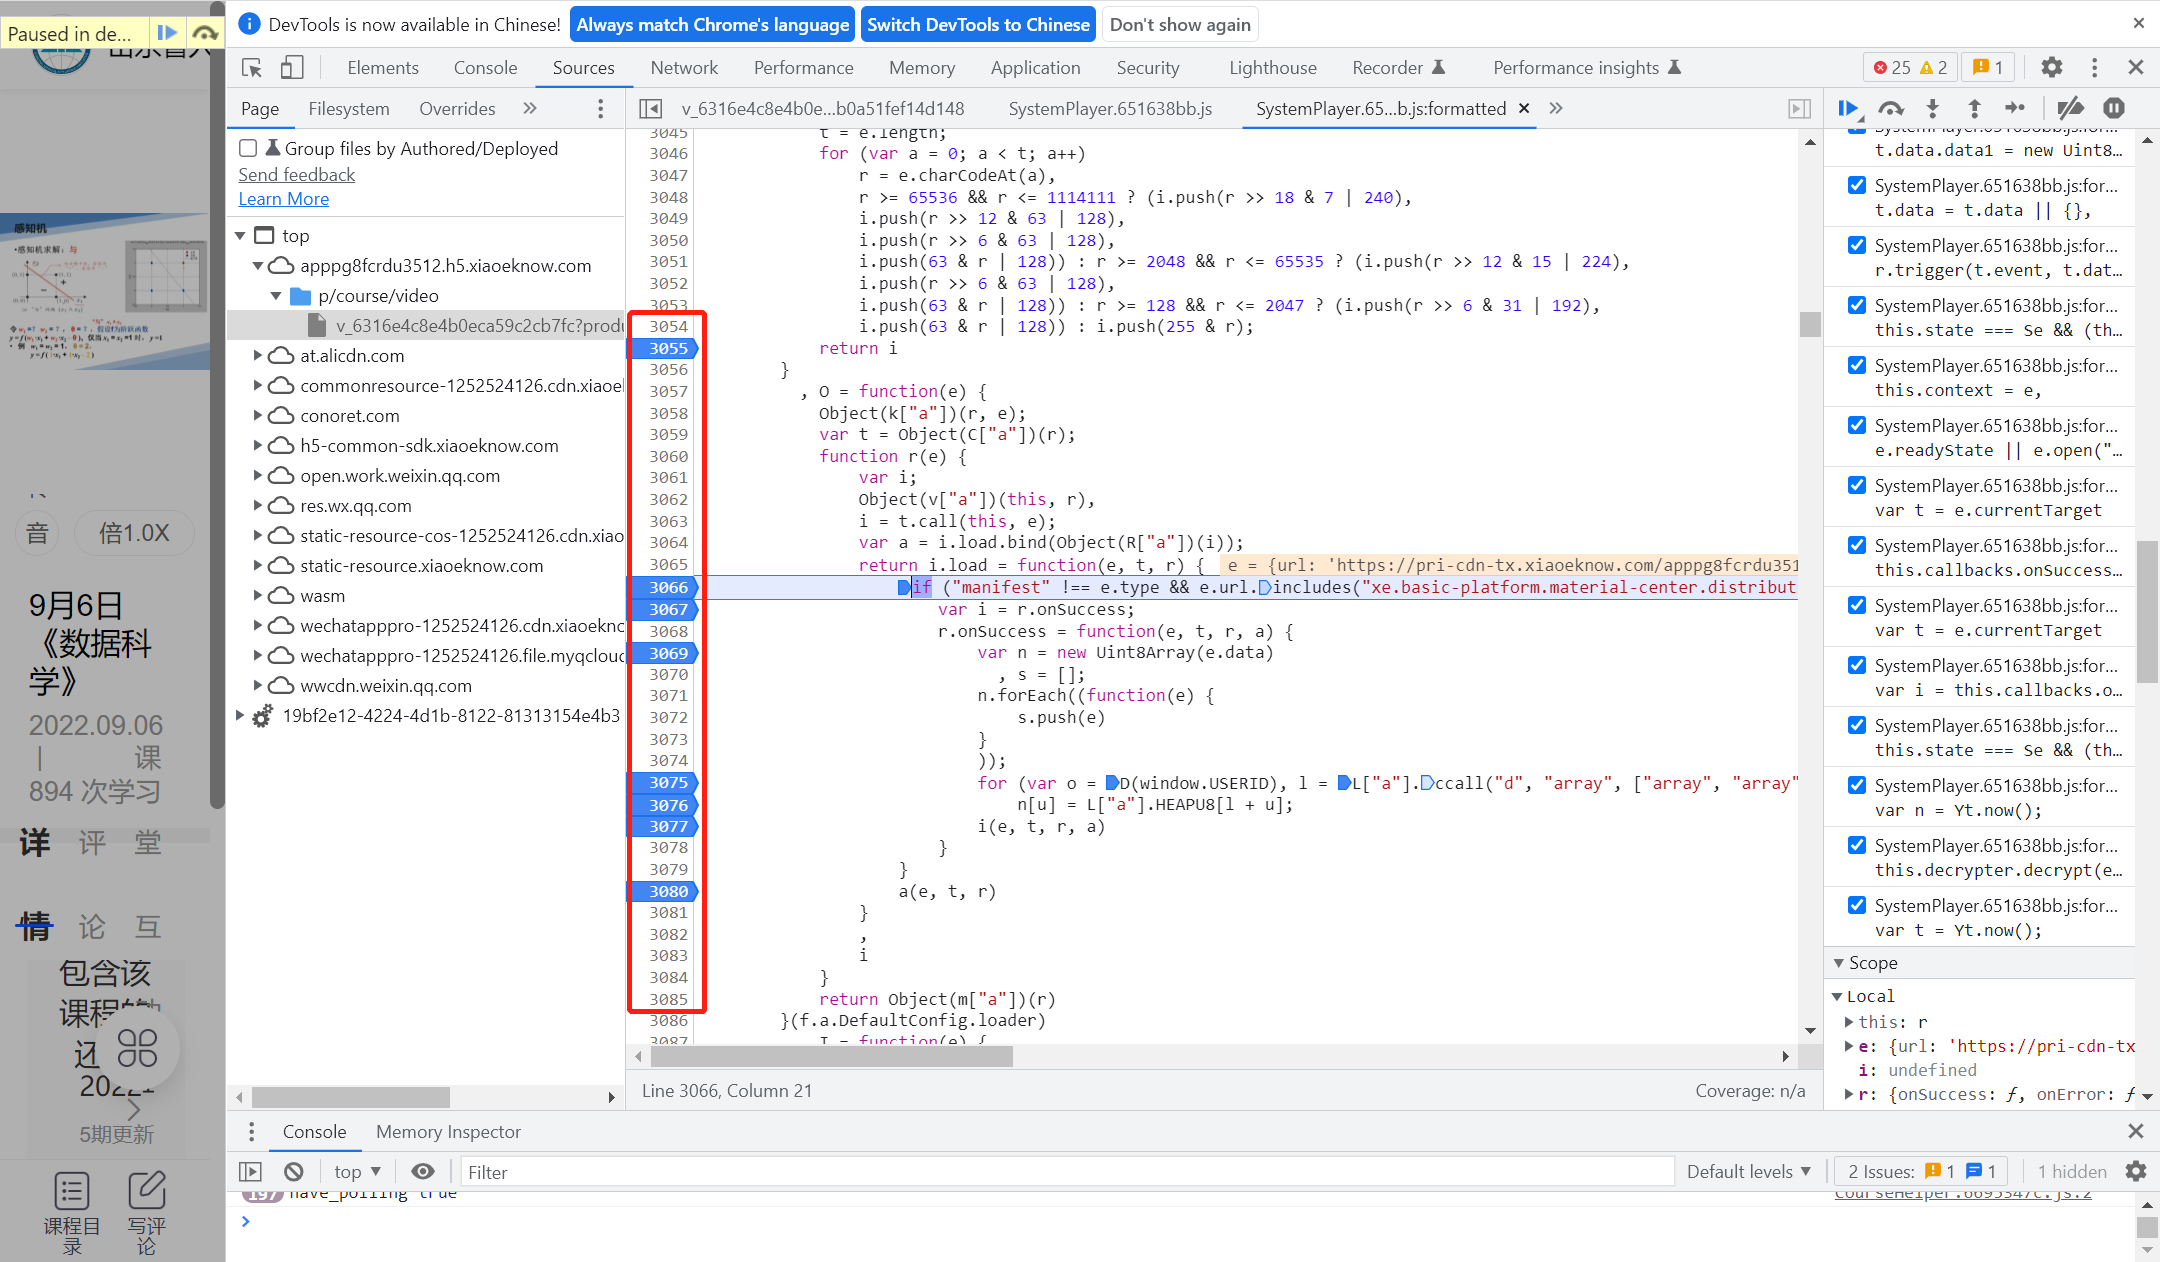 Paused in de...
DevTools is now available in Chinese!
Always match Chrome's language
Switch DevTools to Chinese
Don't show again
Elements
Console
Sources
Network
Performance
Memory
Application
Security
Lighthouse
Recorder
Performance insights
25
2
1
Page
Filesystem
Overrides
v_6316e4c8e4b0e...b0a51fef14d148
SystemPlayer.651638bb.js
SystemPlayer.65...b.js:formatted
Group files by Authored/Deployed
Send feedback
Learn More
top
apppg8fcrdu3512.h5.xiaoeknow.com
p/course/video
v_6316e4c8e4b0eca59c2cb7fc?produ
at.alicdn.com
commonresource-1252524126.cdn.xiaoel
conoret.com
h5-common-sdk.xiaoeknow.com
open.work.weixin.qq.com
res.wx.qq.com
static-resource-cos-1252524126.cdn.xiao
static-resource.xiaoeknow.com
wasm
wechatapppro-1252524126.cdn.xiaoeknc
wechatapppro-1252524126.file.myqcloud
wwcdn.weixin.qq.com
19bf2e12-4224-4d1b-8122-81313154e4b3
感知机
•感知机求解：与
音
倍1.0X
9月6日
《数据科
学》
2022.09.06
| 课
894 次学习
详 评 堂
情 论 互
包含该
课程的
还
2022
5期更新
课程目
录
写评
论
3045 t = e.length;
3046 for (var a = 0; a < t; a++)
3047 r = e.charCodeAt(a),
3048 r >= 65536 && r <= 1114111 ? (i.push(r >> 18 & 7 | 240),
3049 i.push(r >> 12 & 63 | 128),
3050 i.push(r >> 6 & 63 | 128),
3051 i.push(63 & r | 128)) : r >= 2048 && r <= 65535 ? (i.push(r >> 12 & 15 | 224),
3052 i.push(r >> 6 & 63 | 128),
3053 i.push(63 & r | 128)) : r >= 128 && r <= 2047 ? (i.push(r >> 6 & 31 | 192),
3054 i.push(63 & r | 128)) : i.push(255 & r);
3055 return i
3056 }
3057 , O = function(e) {
3058 Object(k["a"])(r, e);
3059 var t = Object(C["a"])(r);
3060 function r(e) {
3061 var i;
3062 Object(v["a"])(this, r),
3063 i = t.call(this, e);
3064 var a = i.load.bind(Object(R["a"])(i));
3065 return i.load = function(e, t, r) { e = {url: 'https://pri-cdn-tx.xiaoeknow.com/apppg8fcrdu351
3066 if ("manifest" !== e.type && e.url.includes("xe.basic-platform.material-center.distribut
3067 var i = r.onSuccess;
3068 r.onSuccess = function(e, t, r, a) {
3069 var n = new Uint8Array(e.data)
3070 , s = [];
3071 n.forEach((function(e) {
3072 s.push(e)
3073 }
3074 ));
3075 for (var o = D(window.USERID), l = L["a"].ccall("d", "array", ["array", "array"
3076 n[u] = L["a"].HEAPU8[l + u];
3077 i(e, t, r, a)
3078 }
3079 }
3080 a(e, t, r)
3081 }
3082 ,
3083 i
3084 }
3085 return Object(m["a"])(r)
3086 }(f.a.DefaultConfig.loader)
3087 I = function(e) {
Line 3066, Column 21
Coverage: n/a
SystemPlayer.651638bb.js:for...
t.data.data1 = new Uint8...
SystemPlayer.651638bb.js:for...
t.data = t.data || {},
SystemPlayer.651638bb.js:for...
r.trigger(t.event, t.dat...
SystemPlayer.651638bb.js:for...
this.state === Se && (th...
SystemPlayer.651638bb.js:for...
this.context = e,
SystemPlayer.651638bb.js:for...
e.readyState || e.open("...
SystemPlayer.651638bb.js:for...
var t = e.currentTarget
SystemPlayer.651638bb.js:for...
this.callbacks.onSuccess...
SystemPlayer.651638bb.js:for...
var t = e.currentTarget
SystemPlayer.651638bb.js:for...
var i = this.callbacks.o...
SystemPlayer.651638bb.js:for...
this.state === Se && (th...
SystemPlayer.651638bb.js:for...
var n = Yt.now();
SystemPlayer.651638bb.js:for...
this.decrypter.decrypt(e...
SystemPlayer.651638bb.js:for...
var t = Yt.now();
Scope
Local
this: r
e: {url: 'https://pri-cdn-tx
i: undefined
r: {onSuccess: ƒ, onError: ƒ
Console
Memory Inspector
top
Filter
Default levels
2 Issues: 1 1
1 hidden
197 have_polling true
CourseHelper.6695347c.js:2